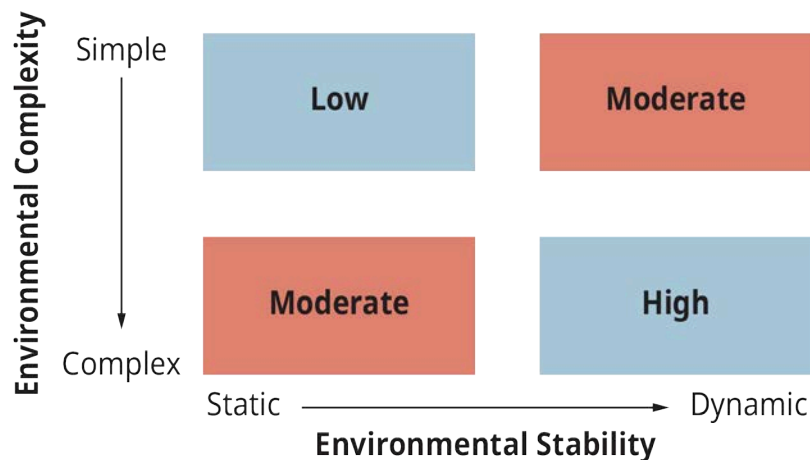 Environmental Complexity
Simple
Low
Moderate
Moderate
High
Complex
Static
Dynamic
Environmental Stability